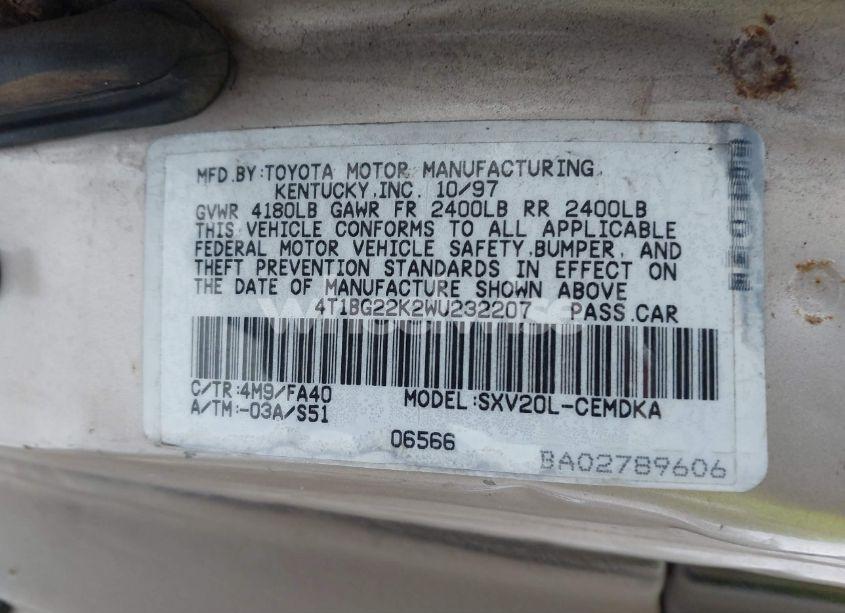 MFD.BY:TOYOTA MOTOR MANUFACTURING,
KENTUCKY,INC. 10/97
GVWR 4180LB GAWR FR 2400LB RR 2400LB
THIS VEHICLE CONFORMS TO ALL APPLICABLE
FEDERAL MOTOR VEHICLE SAFETY,BUMPER, AND
THEFT PREVENTION STANDARDS IN EFFECT ON
THE DATE OF MANUFACTURE SHOWN ABOVE
4T1BG22K2WU232207 PASS.CAR
C/TR:4M9/FA40
A/TM:-03A/S51
MODEL:SXV20L-CEMDKA
06566
BA02789606